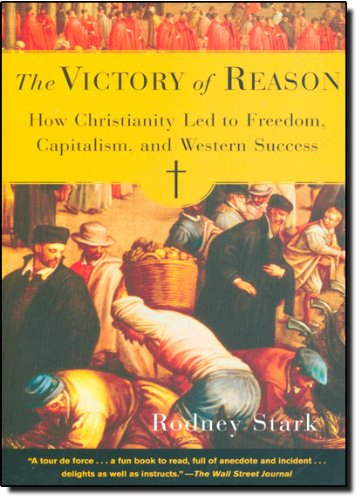 The VICTORY of REASON
How Christianity Led to Freedom,
Capitalism, and Western Success
Rodney Stark
"A tour de force . . . a fun book to read, full of anecdote and incident . . .
delights as well as instructs."—The Wall Street Journal